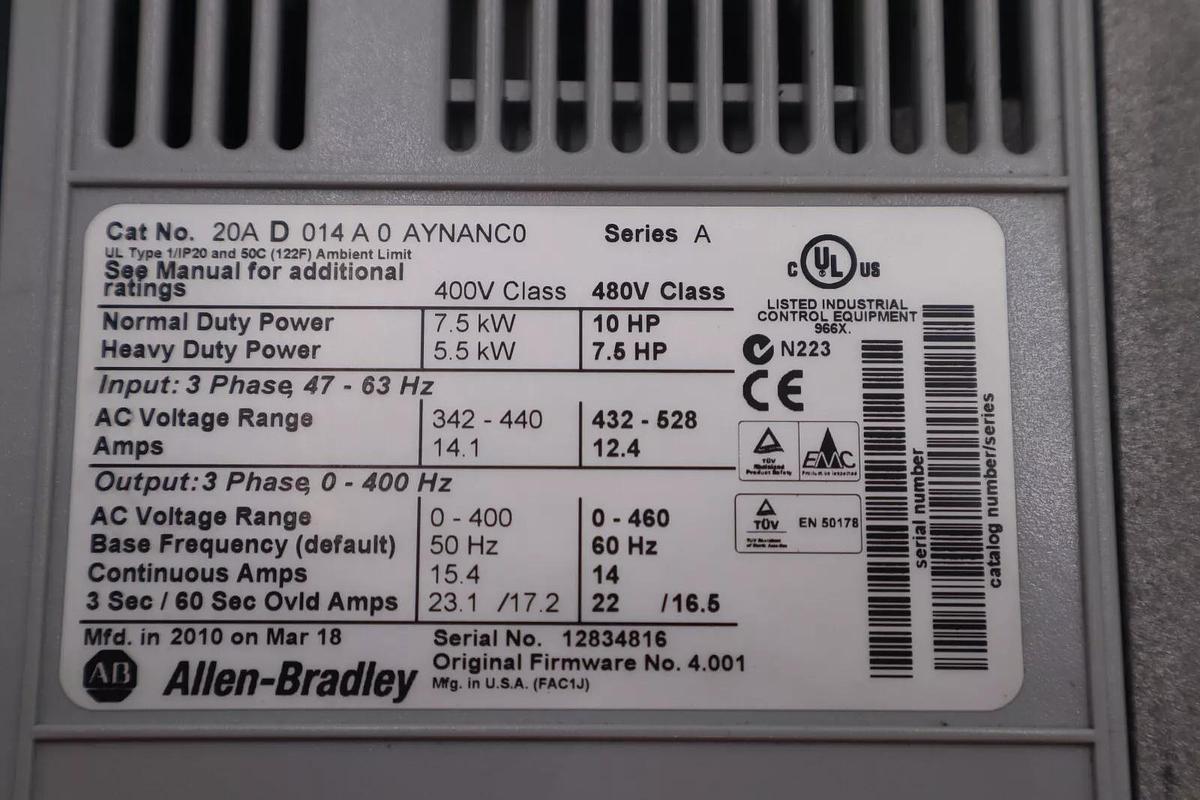 Cat No. 20A D 014 A 0 AYNANC0 Series A
UL Type 1/IP20 and 50C (122F) Ambient Limit
See Manual for additional
ratings 400V Class 480V Class
Normal Duty Power 7.5 kW 10 HP
Heavy Duty Power 5.5 kW 7.5 HP
Input: 3 Phase, 47 - 63 Hz
AC Voltage Range 342 - 440 432 - 528
Amps 14.1 12.4
Output: 3 Phase, 0 - 400 Hz
AC Voltage Range 0 - 400 0 - 460
Base Frequency (default) 50 Hz 60 Hz
Continuous Amps 15.4 14
3 Sec / 60 Sec Ovld Amps 23.1 /17.2 22 /16.5
Mfd. in 2010 on Mar 18 Serial No. 12834816
Original Firmware No. 4.001
AB Allen-Bradley Mfg. in U.S.A. (FAC1J)
C UL US
LISTED INDUSTRIAL
CONTROL EQUIPMENT
966X.
N223
CE
TÜV
Rheinland
Product Safety
EMC
TÜV
EN 50178
serial number
catalog number/series